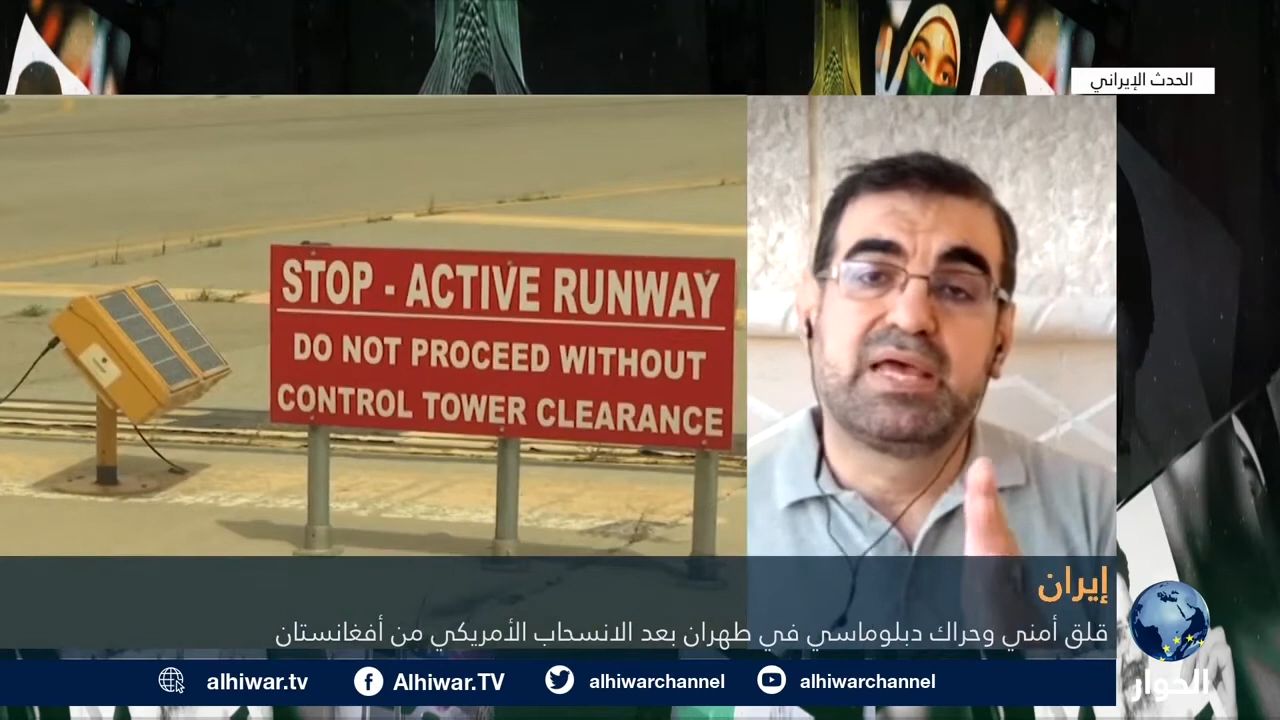 الحدث الإيراني
STOP - ACTIVE RUNWAY
DO NOT PROCEED WITHOUT
CONTROL TOWER CLEARANCE
إيران
قلق أمني وحراك دبلوماسي في طهران بعد الانسحاب الأمريكي من أفغانستان
alhiwar.tv Alhiwar.TV alhiwarchannel alhiwarchannel
الحوار